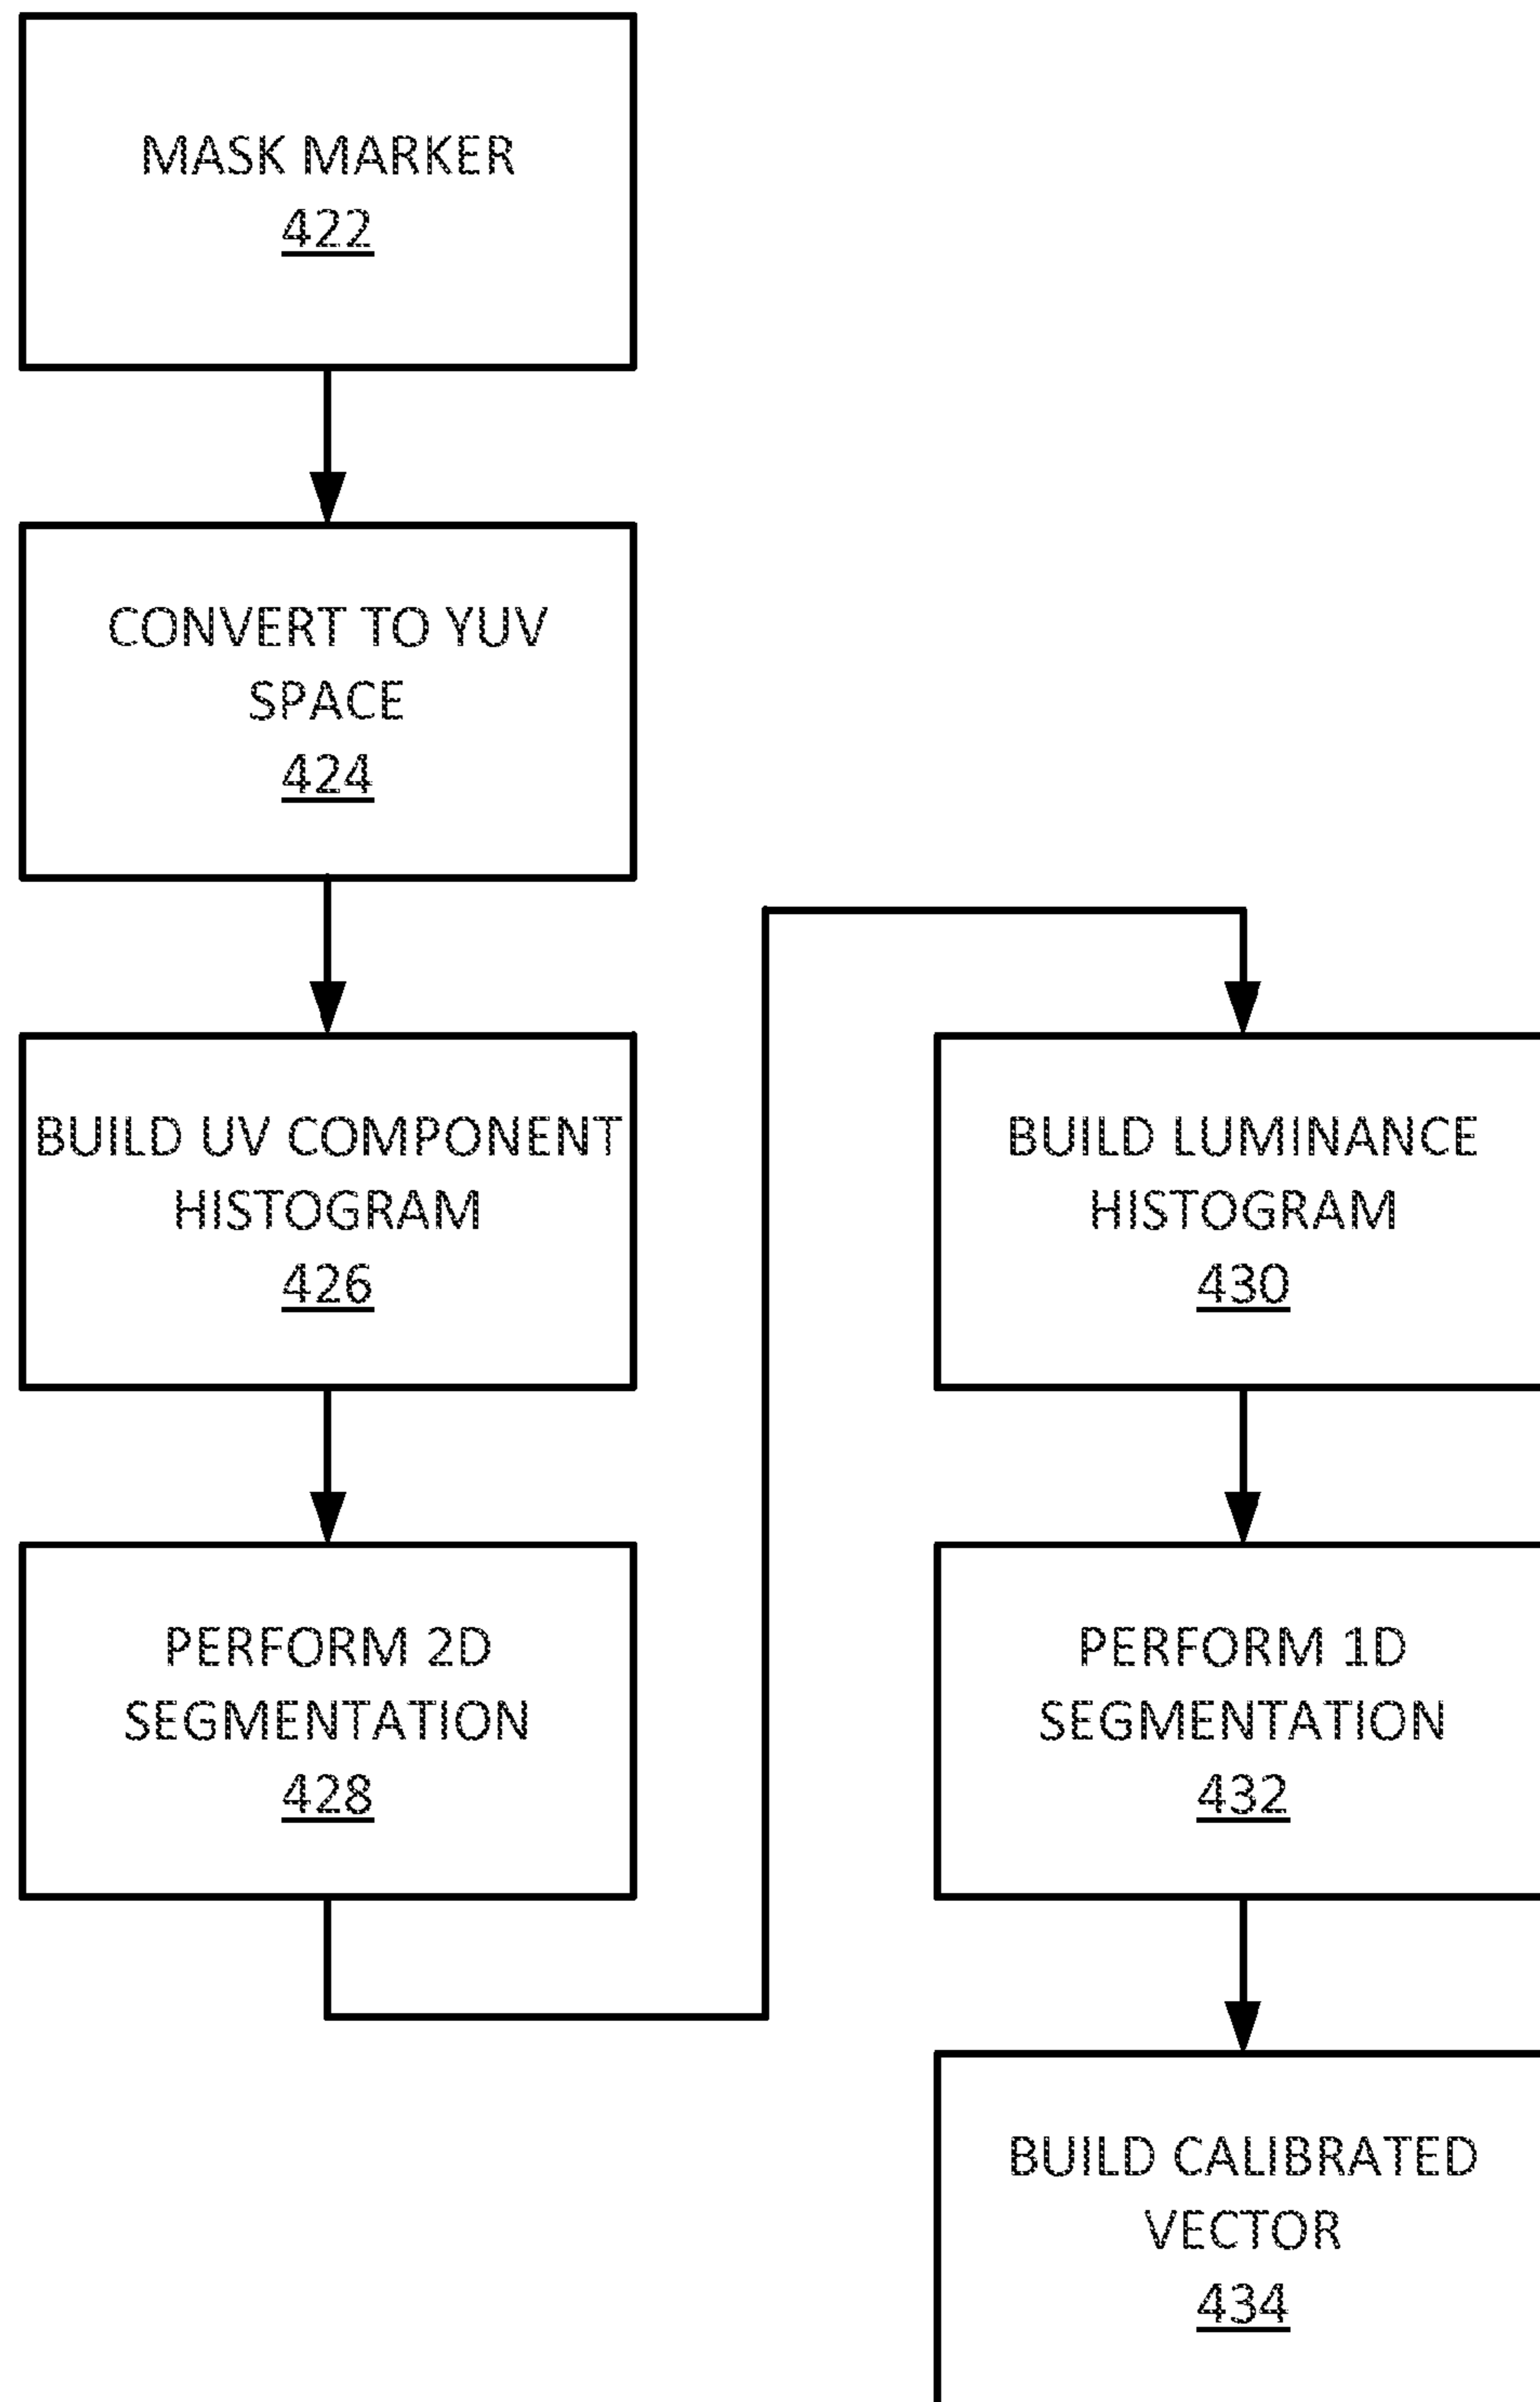 MASK MARKER
422
CONVERT TO YUV
SPACE
424
BUILD UV COMPONENT
HISTOGRAM
426
PERFORM 2D
SEGMENTATION
428
BUILD LUMINANCE
HISTOGRAM
430
PERFORM 1D
SEGMENTATION
432
BUILD CALIBRATED
VECTOR
434